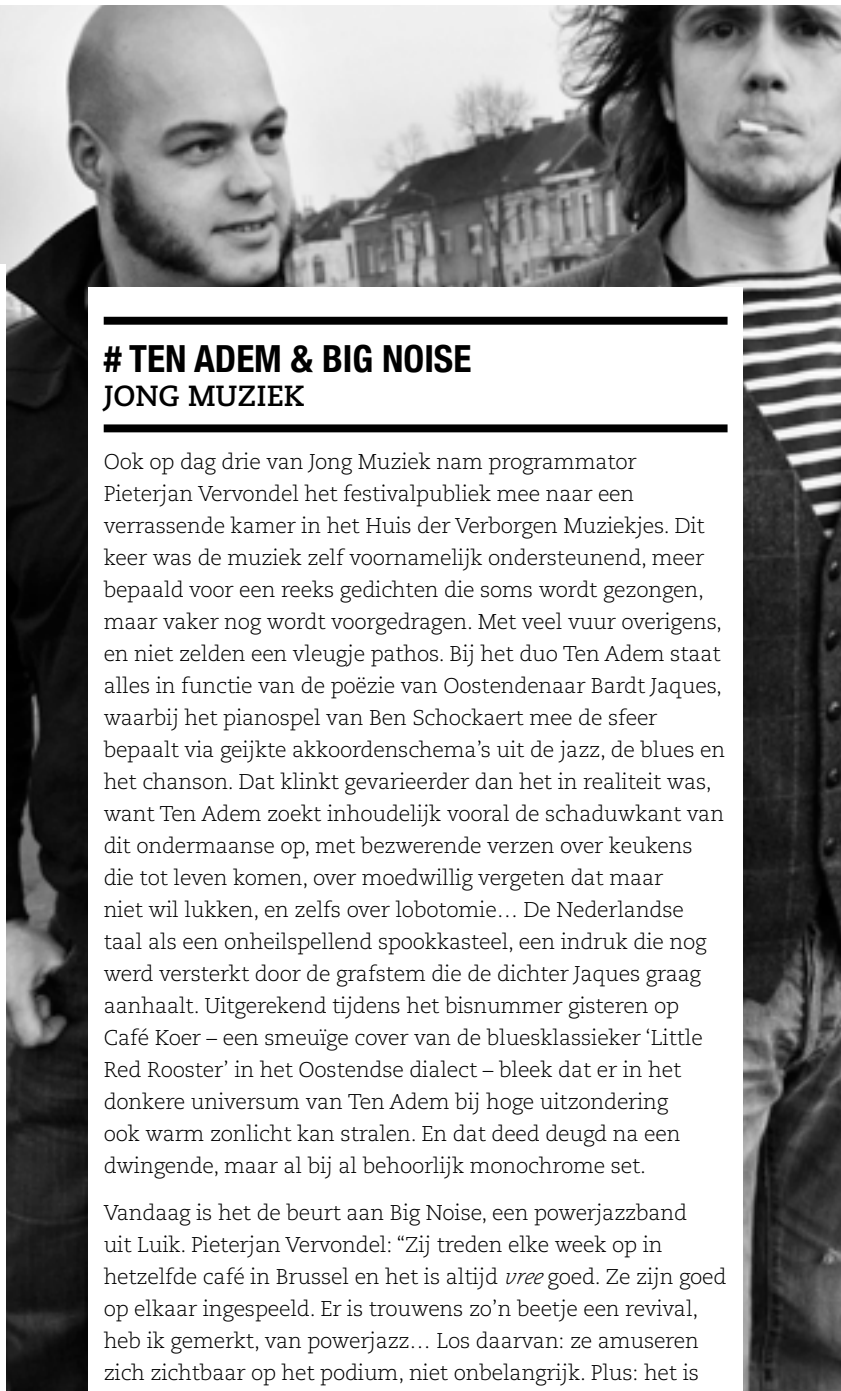 # TEN ADEM & BIG NOISE
JONG MUZIEK
Ook op dag drie van Jong Muziek nam programmator
Pieterjan Vervondel het festivalpubliek mee naar een
verrassende kamer in het Huis der Verborgen Muziekjes. Dit
keer was de muziek zelf voornamelijk ondersteunend, meer
bepaald voor een reeks gedichten die soms wordt gezongen,
maar vaker nog wordt voorgedragen. Met veel vuur overigens,
en niet zelden een vleugje pathos. Bij het duo Ten Adem staat
alles in functie van de poëzie van Oostendenaar Bardt Jaques,
waarbij het pianospel van Ben Schockaert mee de sfeer
bepaalt via geijkte akkoordenschema’s uit de jazz, de blues en
het chanson. Dat klinkt gevarieerder dan het in realiteit was,
want Ten Adem zoekt inhoudelijk vooral de schaduwkant van
dit ondermaanse op, met bezwerende verzen over keukens
die tot leven komen, over moedwillig vergeten dat maar
niet wil lukken, en zelfs over lobotomie… De Nederlandse
taal als een onheilspellend spookkasteel, een indruk die nog
werd versterkt door de grafstem die de dichter Jaques graag
aanhaalt. Uitgerekend tijdens het bisnummer gisteren op
Café Koer – een smeuïge cover van de bluesklassieker ‘Little
Red Rooster’ in het Oostendse dialect – bleek dat er in het
donkere universum van Ten Adem bij hoge uitzondering
ook warm zonlicht kan stralen. En dat deed deugd na een
dwingende, maar al bij al behoorlijk monochrome set.
Vandaag is het de beurt aan Big Noise, een powerjazzband
uit Luik. Pieterjan Vervondel: “Zij treden elke week op in
hetzelfde café in Brussel en het is altijd vree goed. Ze zijn goed
op elkaar ingespeeld. Er is trouwens zo’n beetje een revival,
heb ik gemerkt, van powerjazz… Los daarvan: ze amuseren
zich zichtbaar op het podium, niet onbelangrijk. Plus: het is